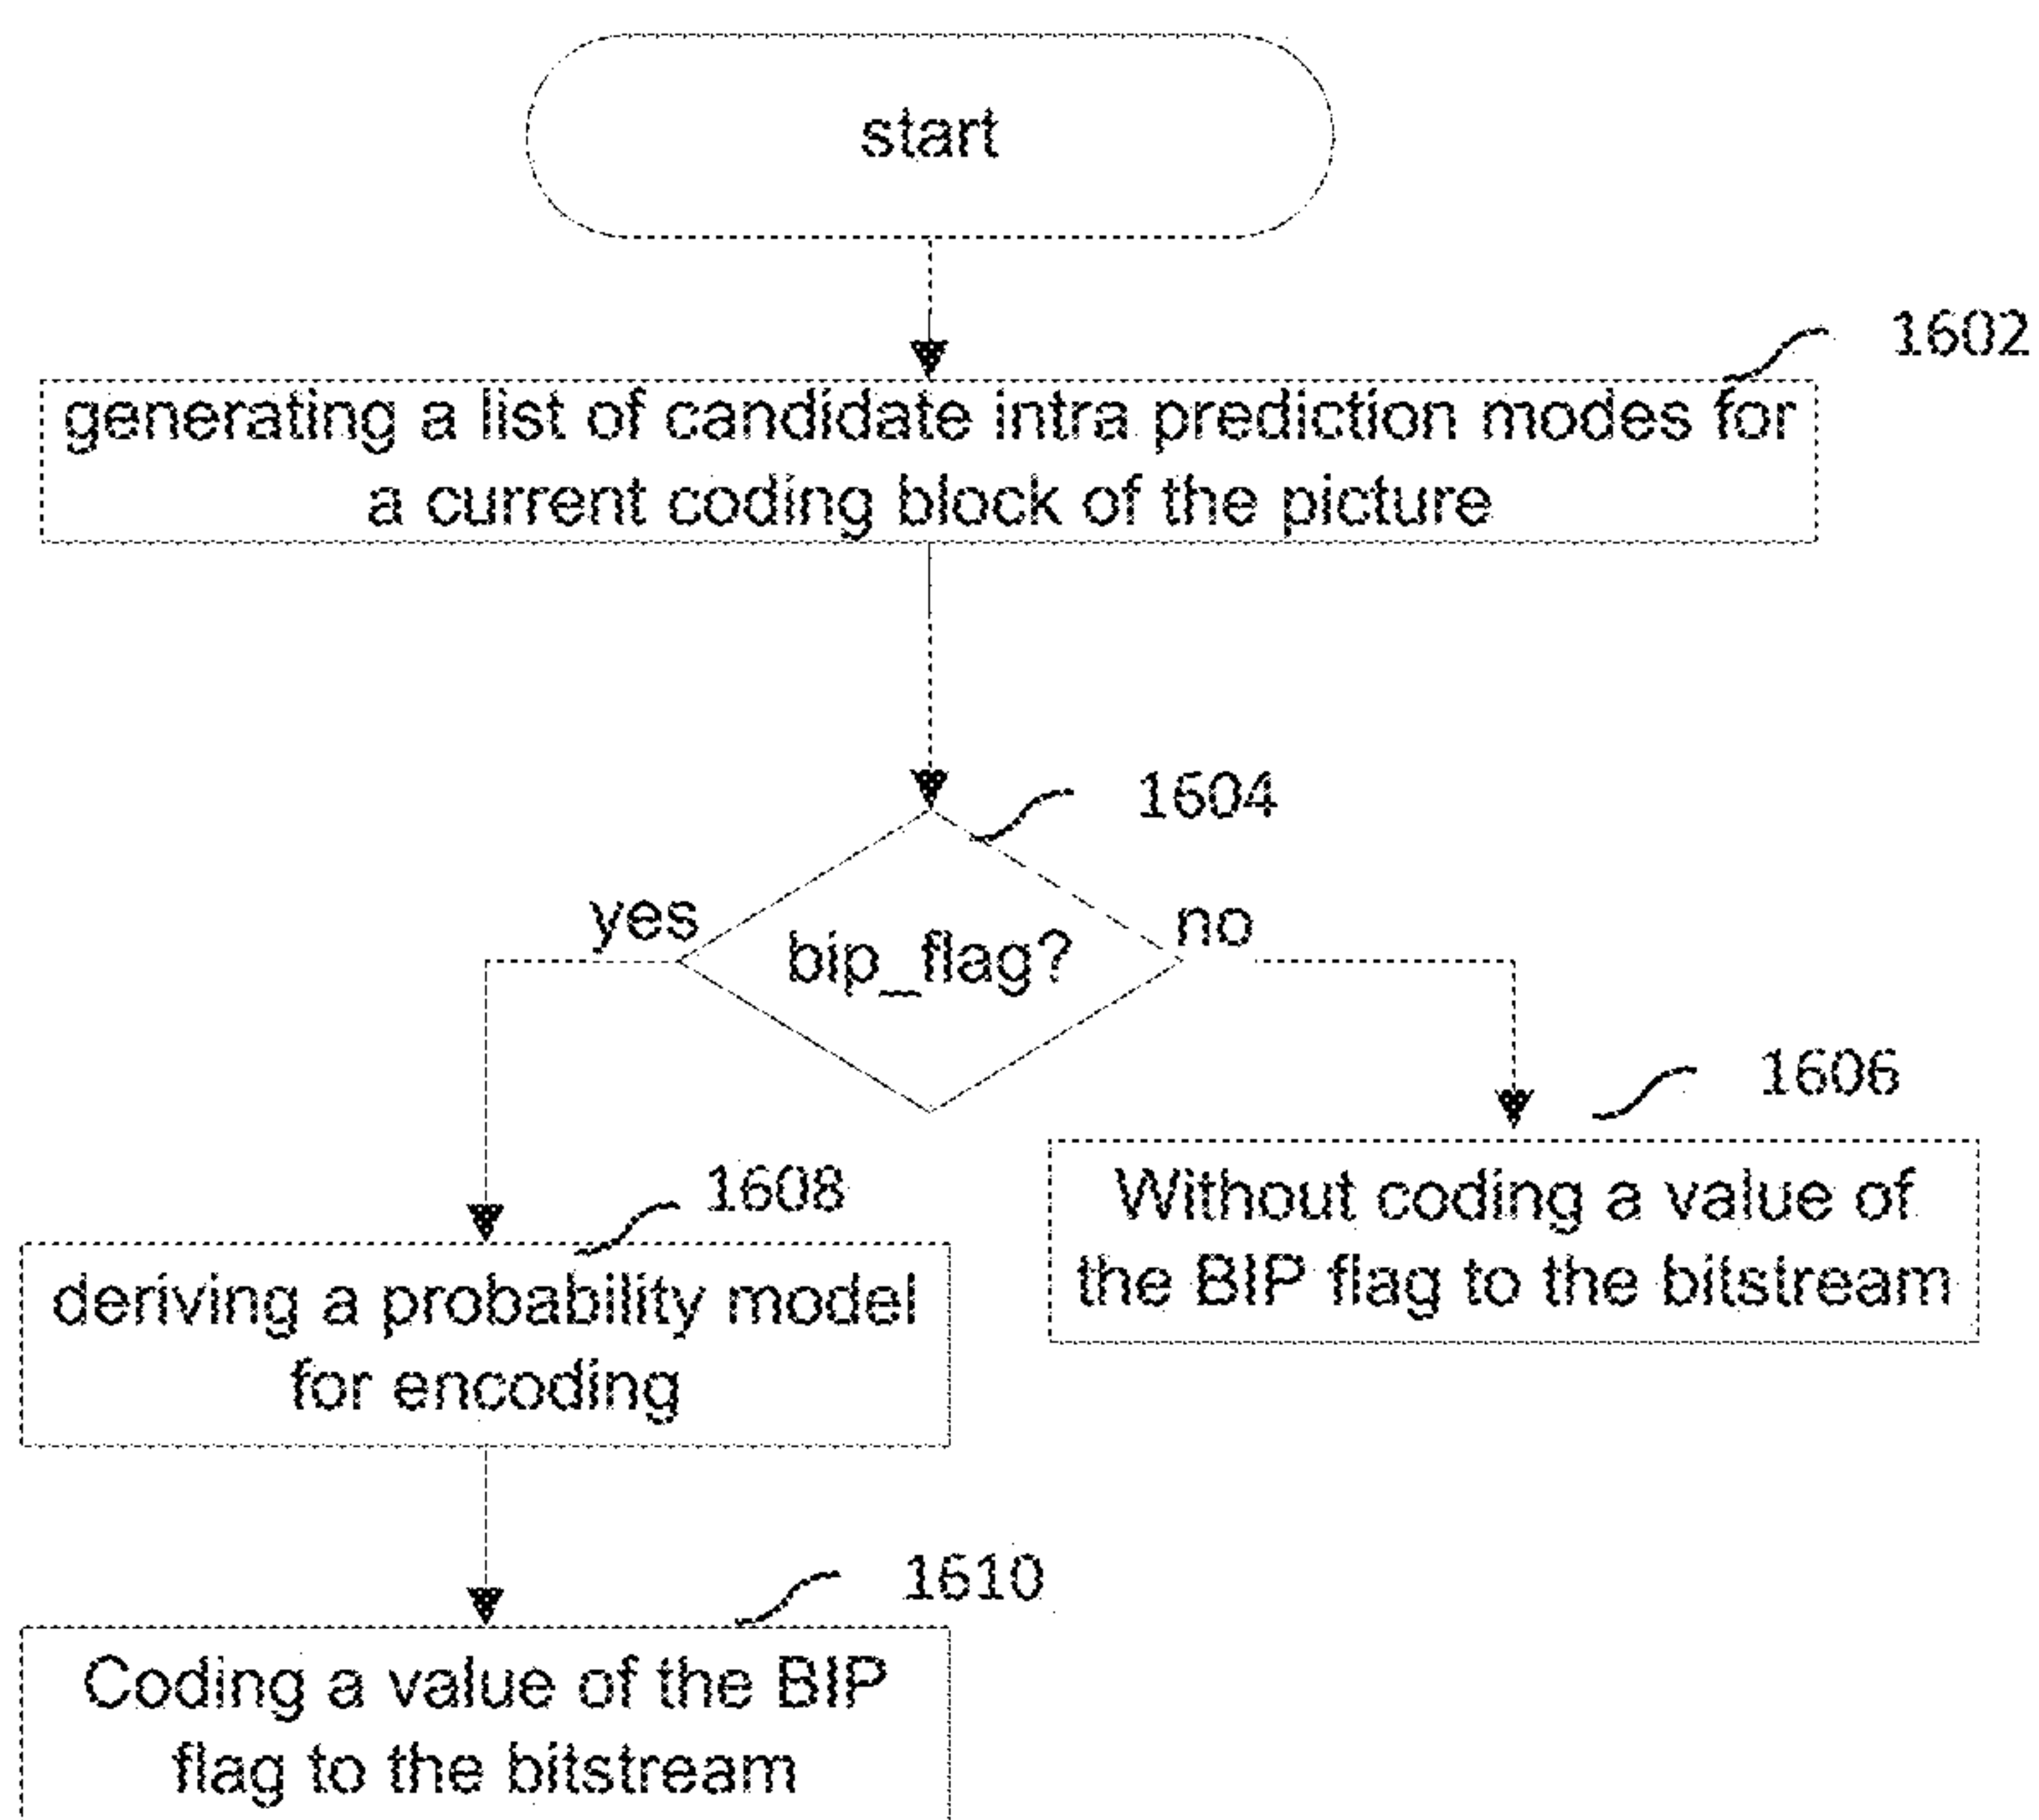 start
1602
generating a list of candidate intra prediction modes for
a current coding block of the picture
1604
yes
bip_flag?
no
1606
Without coding a value of
the BIP flag to the bitstream
1608
deriving a probability model
for encoding
1610
Coding a value of the BIP
flag to the bitstream